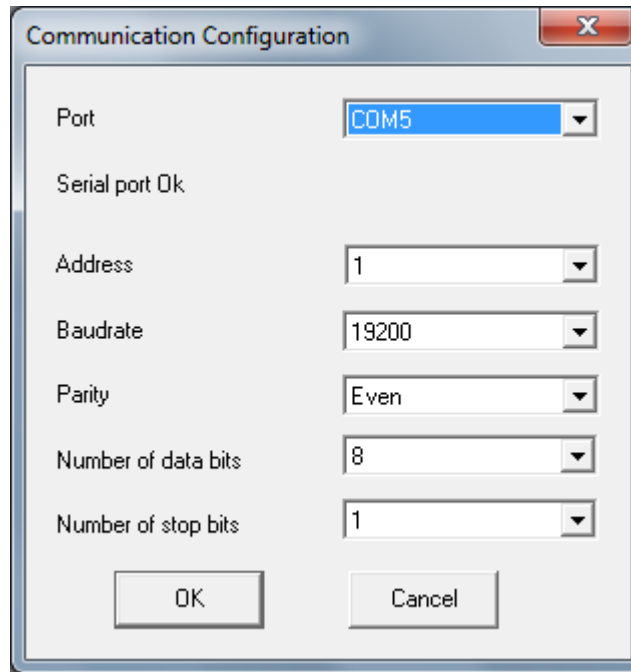 Communication Configuration
Port COM5
Serial port Ok
Address 1
Baudrate 19200
Parity Even
Number of data bits 8
Number of stop bits 1
OK Cancel